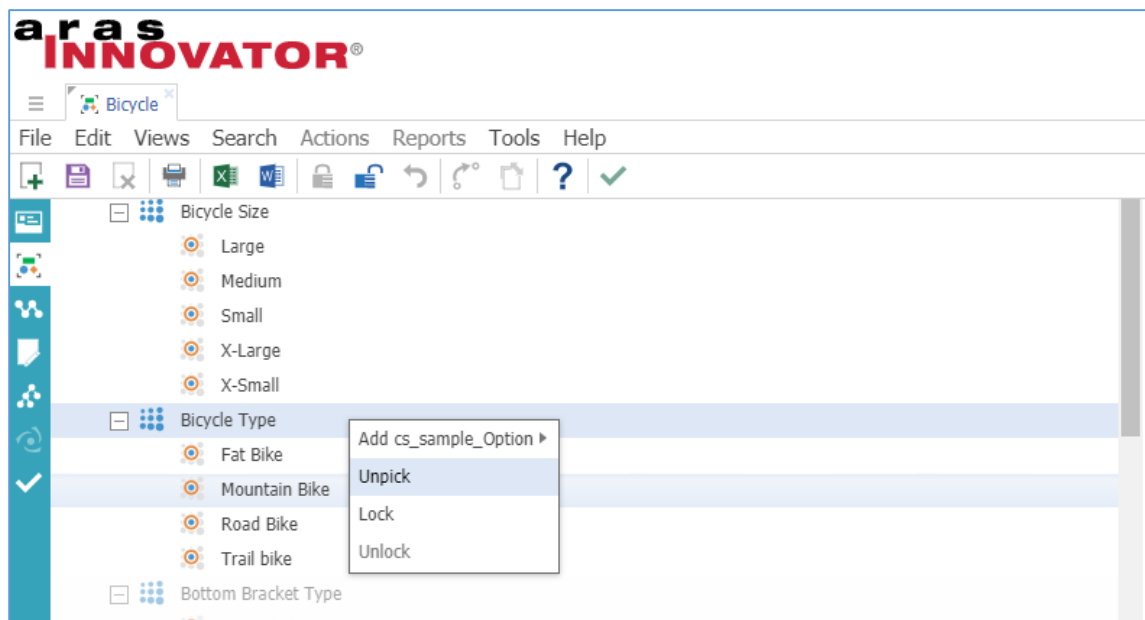 aras
INNOVATOR®
Bicycle
File Edit Views Search Actions Reports Tools Help
Bicycle Size
Large
Medium
Small
X-Large
X-Small
Bicycle Type
Add cs_sample_Option
Fat Bike
Unpick
Mountain Bike
Lock
Road Bike
Unlock
Trail bike
Bottom Bracket Type